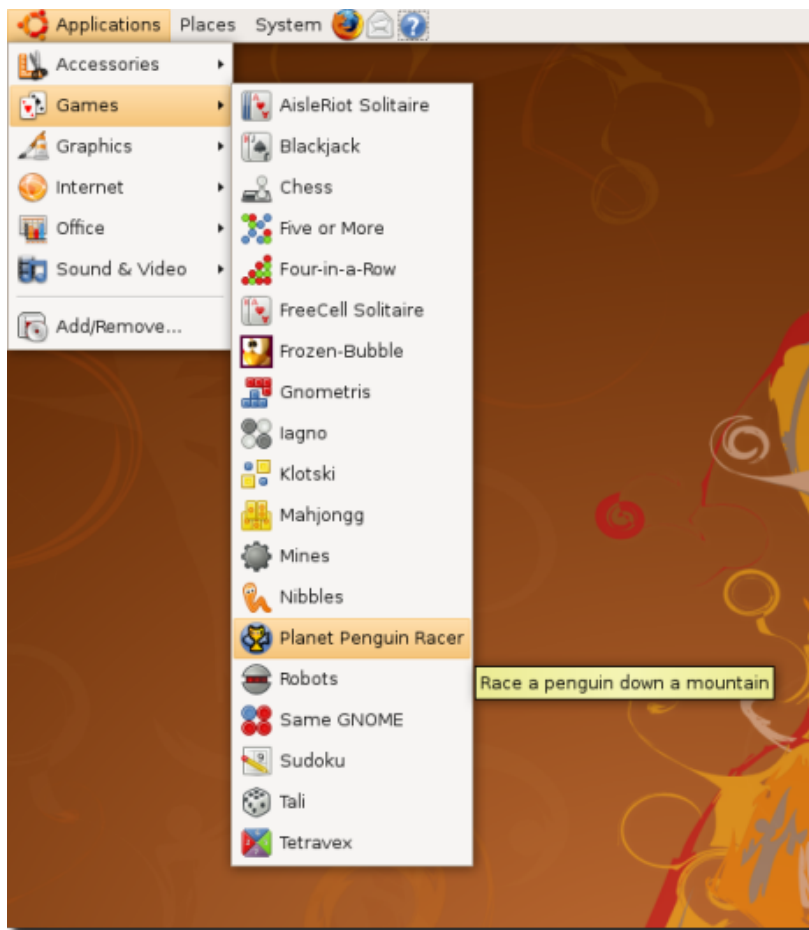 Applications Places System
Accessories
Games
Graphics
Internet
Office
Sound & Video
Add/Remove...
AisleRiot Solitaire
Blackjack
Chess
Five or More
Four-in-a-Row
FreeCell Solitaire
Frozen-Bubble
Gnometris
Iagno
Klotski
Mahjongg
Mines
Nibbles
Planet Penguin Racer
Robots
Same GNOME
Sudoku
Tali
Tetravex
Race a penguin down a mountain